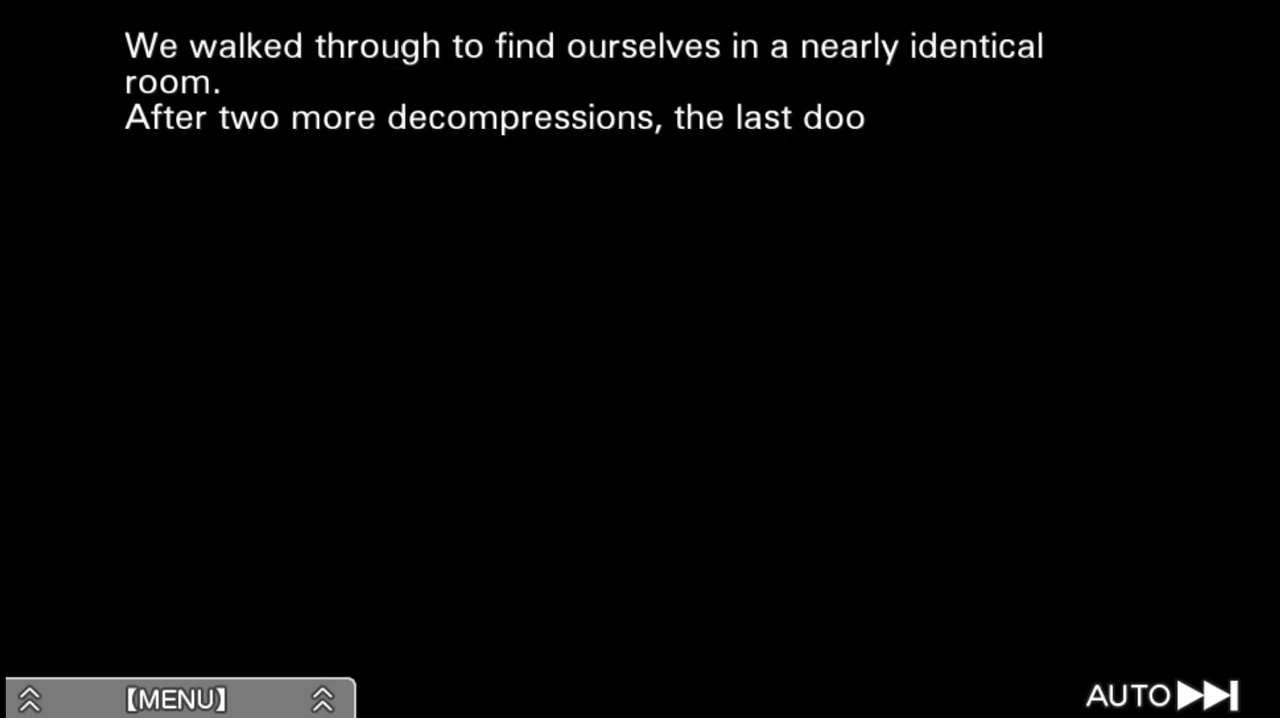 We walked through to find ourselves in a nearly identical
room.
After two more decompressions, the last doo
【MENU】
AUTO